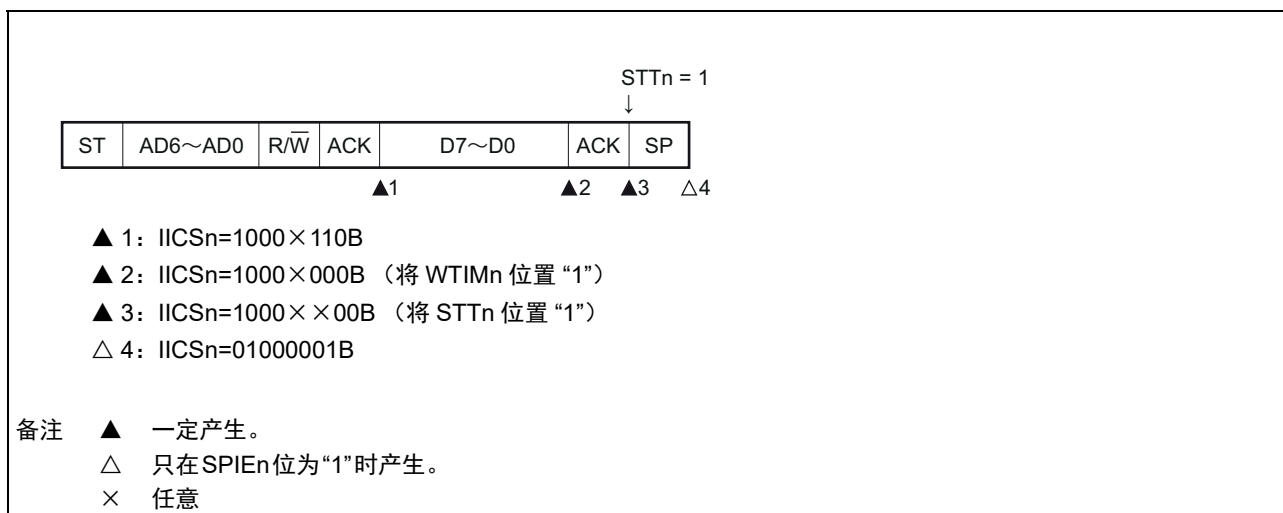 STTn = 1
↓
ST AD6～AD0 R/W̅ ACK D7～D0 ACK SP
▲1 ▲2 ▲3 △4
▲ 1：IICSn=1000×110B
▲ 2：IICSn=1000×000B （将 WTIMn 位置 “1”）
▲ 3：IICSn=1000××00B （将 STTn 位置 “1”）
△ 4：IICSn=01000001B
备注 ▲ 一定产生。
△ 只在SPIEn位为“1”时产生。
× 任意